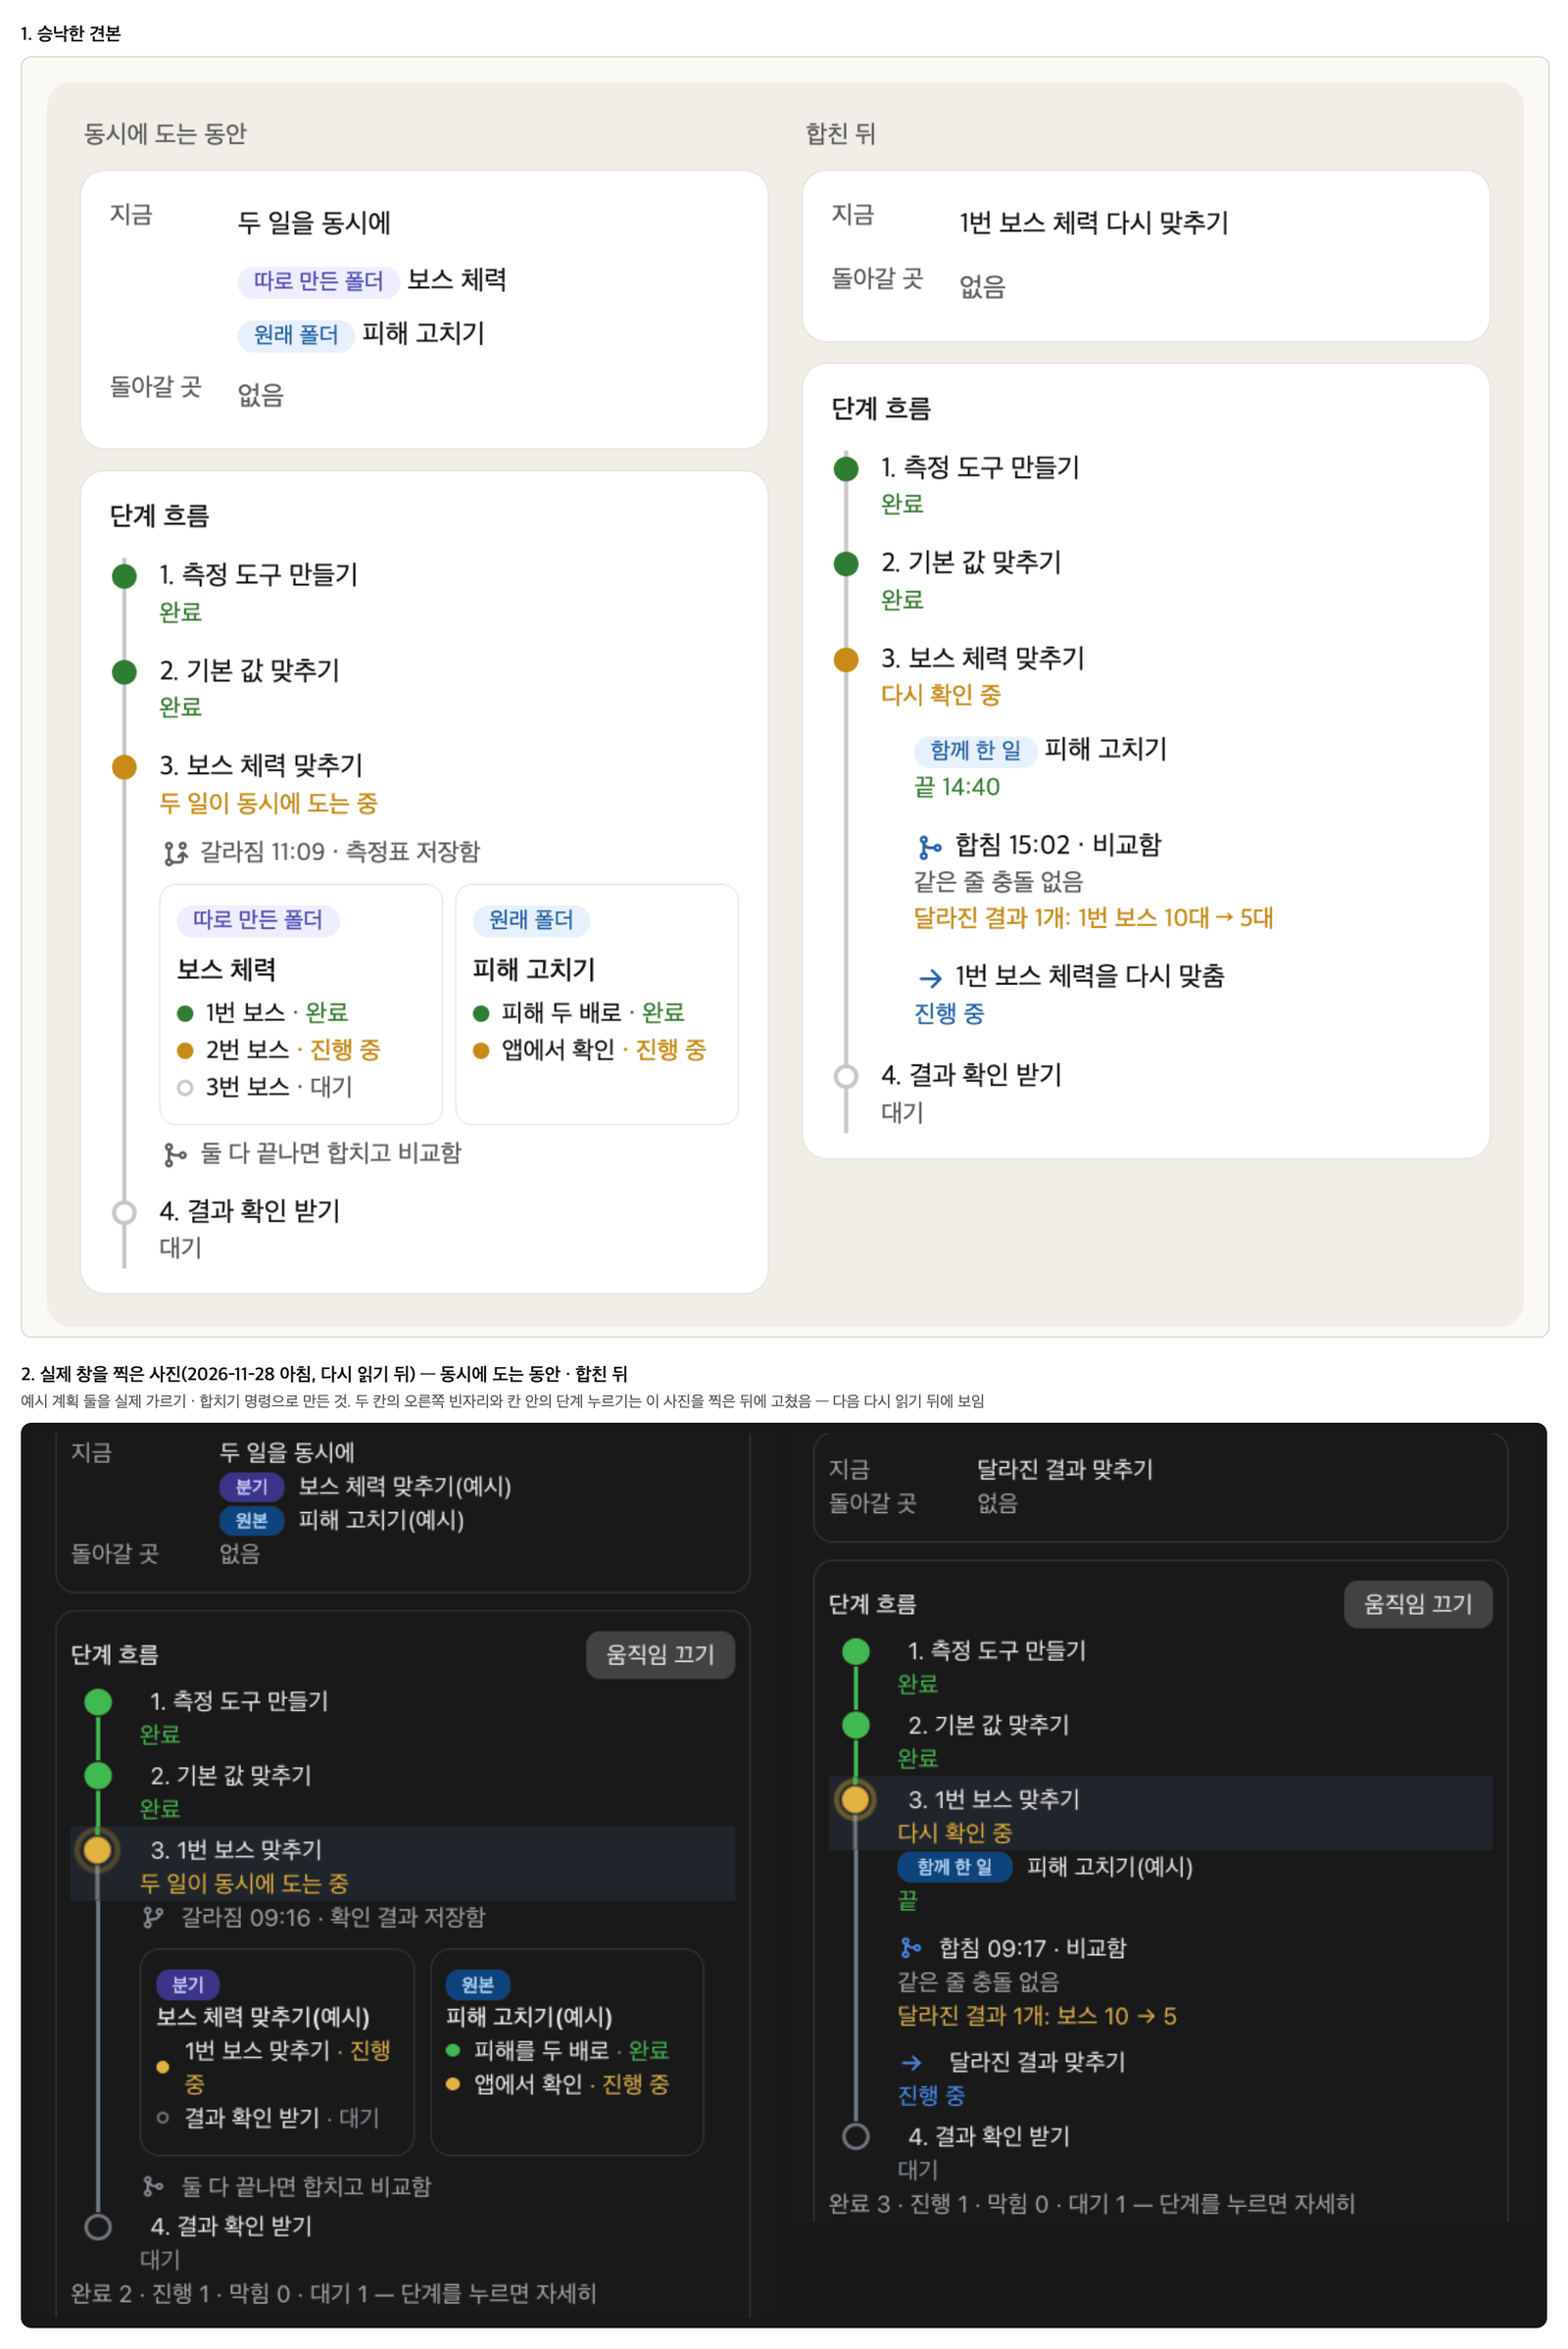 1. 승낙한 견본
동시에 도는 동안
지금
두 일을 동시에
따로 만든 폴더 보스 체력
원래 폴더 피해 고치기
돌아갈 곳
없음
단계 흐름
1. 측정 도구 만들기
완료
2. 기본 값 맞추기
완료
3. 보스 체력 맞추기
두 일이 동시에 도는 중
갈라짐 11:09 · 측정표 저장함
따로 만든 폴더
보스 체력
1번 보스 · 완료
2번 보스 · 진행 중
3번 보스 · 대기
원래 폴더
피해 고치기
피해 두 배로 · 완료
앱에서 확인 · 진행 중
둘 다 끝나면 합치고 비교함
4. 결과 확인 받기
대기
합친 뒤
지금
1번 보스 체력 다시 맞추기
돌아갈 곳
없음
단계 흐름
1. 측정 도구 만들기
완료
2. 기본 값 맞추기
완료
3. 보스 체력 맞추기
다시 확인 중
함께 한 일 피해 고치기
끝 14:40
합침 15:02 · 비교함
같은 줄 충돌 없음
달라진 결과 1개: 1번 보스 10대 → 5대
→ 1번 보스 체력을 다시 맞춤
진행 중
4. 결과 확인 받기
대기
2. 실제 창을 찍은 사진(2026-11-28 아침, 다시 읽기 뒤) — 동시에 도는 동안 · 합친 뒤
예시 계획 둘을 실제 가르기 · 합치기 명령으로 만든 것. 두 칸의 오른쪽 빈자리와 칸 안의 단계 누르기는 이 사진을 찍은 뒤에 고쳤음 — 다음 다시 읽기 뒤에 보임
지금
두 일을 동시에
분기 보스 체력 맞추기(예시)
원본 피해 고치기(예시)
돌아갈 곳
없음
단계 흐름
움직임 끄기
1. 측정 도구 만들기
완료
2. 기본 값 맞추기
완료
3. 1번 보스 맞추기
두 일이 동시에 도는 중
갈라짐 09:16 · 확인 결과 저장함
분기
보스 체력 맞추기(예시)
1번 보스 맞추기 · 진행
중
결과 확인 받기 · 대기
원본
피해 고치기(예시)
피해를 두 배로 · 완료
앱에서 확인 · 진행 중
둘 다 끝나면 합치고 비교함
4. 결과 확인 받기
대기
완료 2 · 진행 1 · 막힘 0 · 대기 1 — 단계를 누르면 자세히
지금
달라진 결과 맞추기
돌아갈 곳
없음
단계 흐름
움직임 끄기
1. 측정 도구 만들기
완료
2. 기본 값 맞추기
완료
3. 1번 보스 맞추기
다시 확인 중
함께 한 일 피해 고치기(예시)
끝
합침 09:17 · 비교함
같은 줄 충돌 없음
달라진 결과 1개: 보스 10 → 5
→ 달라진 결과 맞추기
진행 중
4. 결과 확인 받기
대기
완료 3 · 진행 1 · 막힘 0 · 대기 1 — 단계를 누르면 자세히